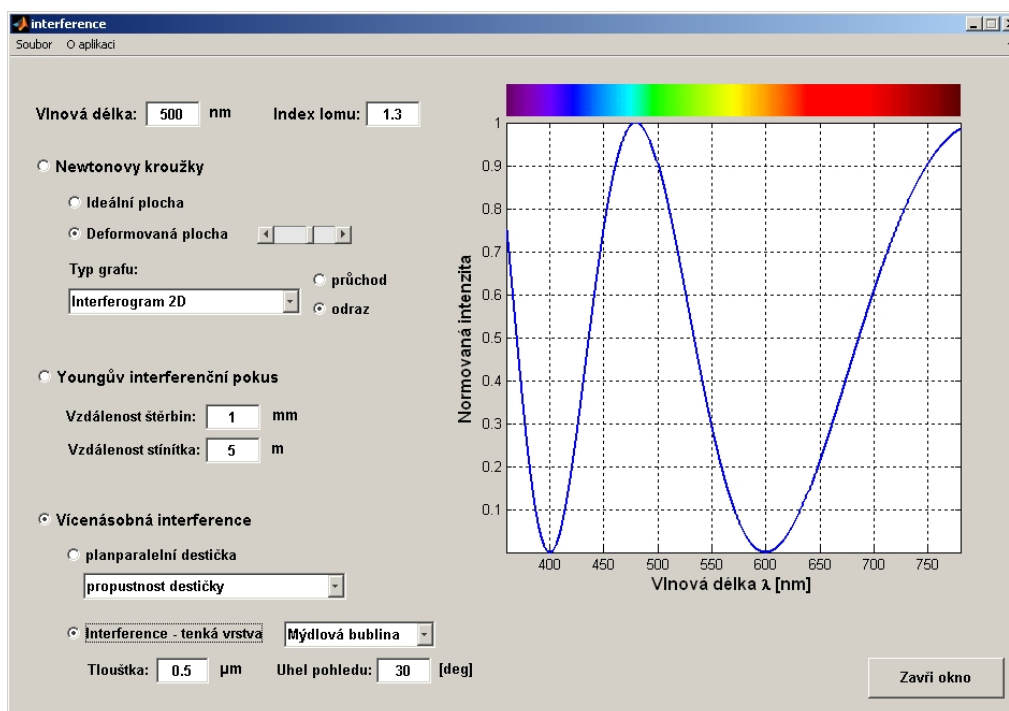 interference
Soubor O aplikaci
Vlnová délka: 500 nm Index lomu: 1.3
Newtonovy kroužky
Ideální plocha
Deformovaná plocha
Typ grafu:
Interferogram 2D
průchod
odraz
Youngův interferenční pokus
Vzdálenost štěrbin: 1 mm
Vzdálenost stínítka: 5 m
Vícenásobná interference
planparalelní destička
propustnost destičky
Interference - tenká vrstva Mýdlová bublina
Tlouštka: 0.5 µm Uhel pohledu: 30 [deg]
Normovaná intenzita
1
0.9
0.8
0.7
0.6
0.5
0.4
0.3
0.2
0.1
400 450 500 550 600 650 700 750
Vlnová délka λ [nm]
Zavři okno